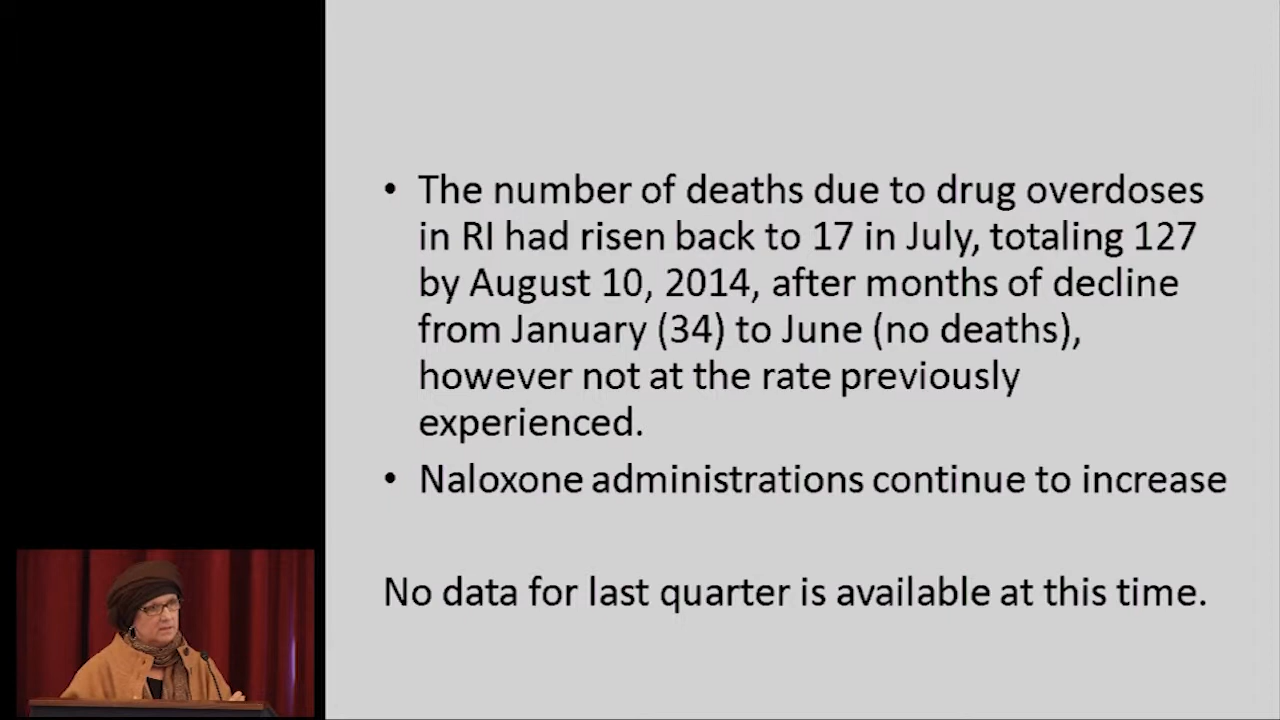 • The number of deaths due to drug overdoses
in RI had risen back to 17 in July, totaling 127
by August 10, 2014, after months of decline
from January (34) to June (no deaths),
however not at the rate previously
experienced.
• Naloxone administrations continue to increase
No data for last quarter is available at this time.